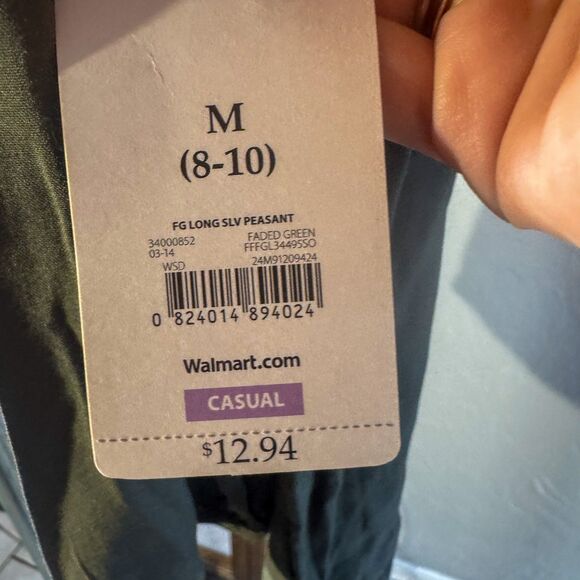 M
(8-10)
FG LONG SLV PEASANT
34000852 FADED GREEN
03-14 FFFGL34495SO
WSD 24M91209424
0 824014 894024
Walmart.com
CASUAL
$12.94